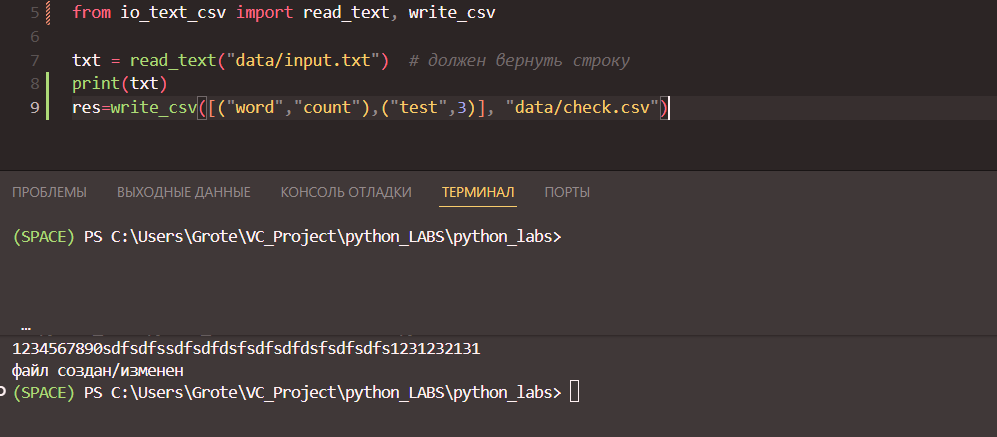 5 from io_text_csv import read_text, write_csv
6
7 txt = read_text("data/input.txt")  # должен вернуть строку
8 print(txt)
9 res=write_csv([("word","count"),("test",3)], "data/check.csv")
ПРОБЛЕМЫ ВЫХОДНЫЕ ДАННЫЕ КОНСОЛЬ ОТЛАДКИ ТЕРМИНАЛ ПОРТЫ
(SPACE) PS C:\Users\Grote\VC_Project\python_LABS\python_labs>
…
1234567890sdfsdfssdfsdfdsfsdfsdfdsfsdfsdfs1231232131
файл создан/изменен
(SPACE) PS C:\Users\Grote\VC_Project\python_LABS\python_labs>